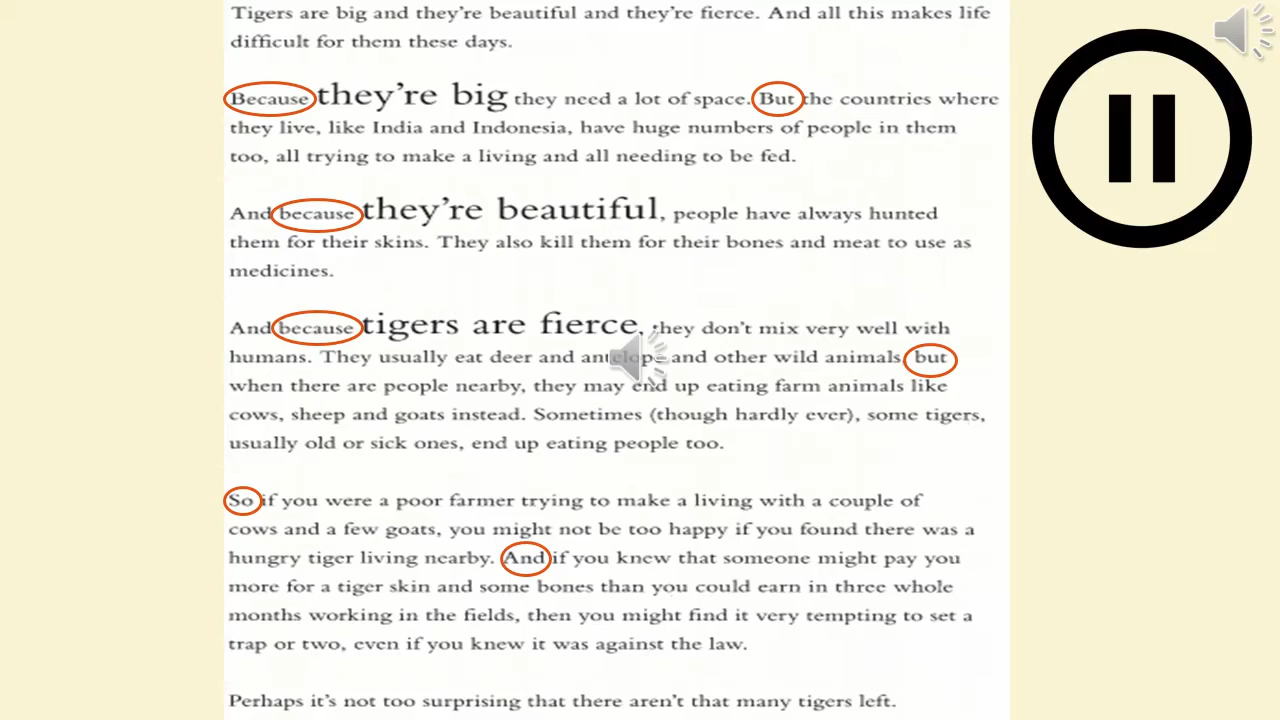 Tigers are big and they're beautiful and they're fierce. And all this makes life
difficult for them these days.
Because they're big they need a lot of space. But the countries where
they live, like India and Indonesia, have huge numbers of people in them
too, all trying to make a living and all needing to be fed.
And because they're beautiful, people have always hunted
them for their skins. They also kill them for their bones and meat to use as
medicines.
And because tigers are fierce, they don't mix very well with
humans. They usually eat deer and antelope and other wild animals but
when there are people nearby, they may end up eating farm animals like
cows, sheep and goats instead. Sometimes (though hardly ever), some tigers,
usually old or sick ones, end up eating people too.
So if you were a poor farmer trying to make a living with a couple of
cows and a few goats, you might not be too happy if you found there was a
hungry tiger living nearby. And if you knew that someone might pay you
more for a tiger skin and some bones than you could earn in three whole
months working in the fields, then you might find it very tempting to set a
trap or two, even if you knew it was against the law.
Perhaps it's not too surprising that there aren't that many tigers left.